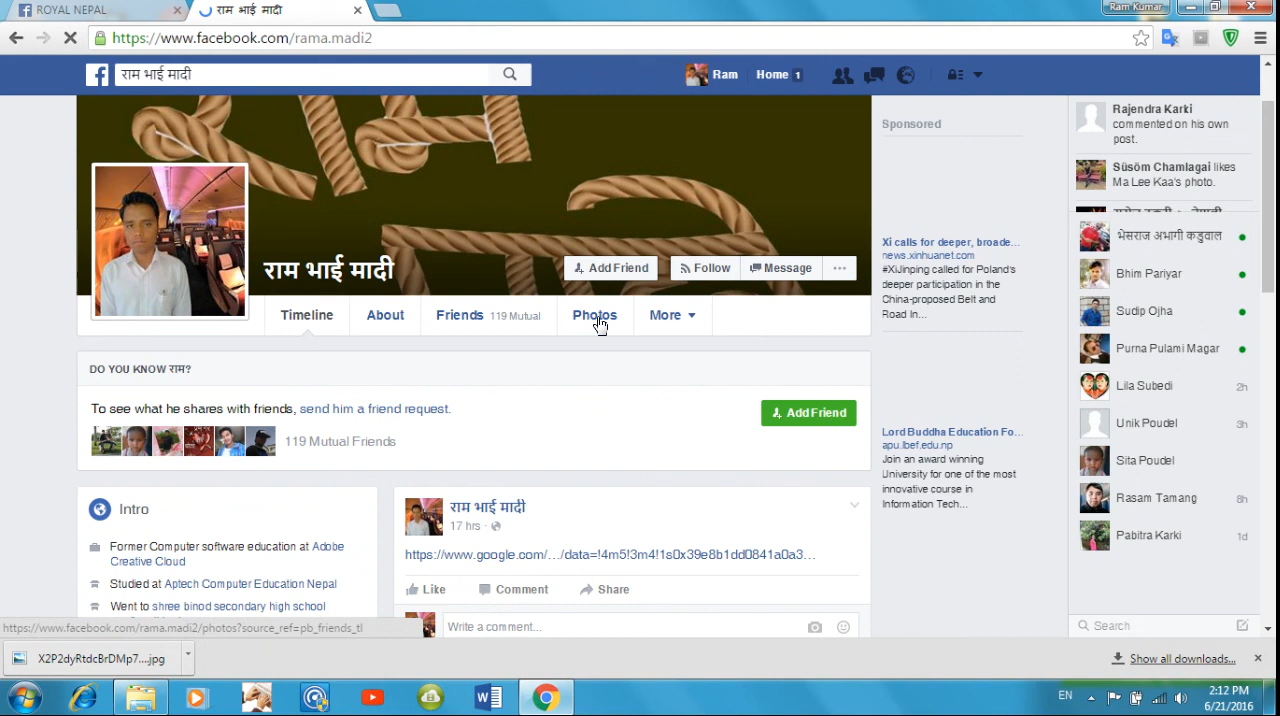 ROYAL NEPAL
राम भाई मादी
Ram Kumar
https://www.facebook.com/rama.madi2
राम भाई मादी
Ram
Home 1
राम भाई मादी
Add Friend
Follow
Message
Timeline
About
Friends 119 Mutual
Photos
More
DO YOU KNOW राम?
To see what he shares with friends, send him a friend request.
Add Friend
119 Mutual Friends
Intro
Former Computer software education at Adobe
Creative Cloud
Studied at Aptech Computer Education Nepal
Went to shree binod secondary high school
राम भाई मादी
17 hrs ·
https://www.google.com/…/data=!4m5!3m4!1s0x39e8b1dd0841a0a3…
Like
Comment
Share
Write a comment...
Sponsored
Xi calls for deeper, broade...
news.xinhuanet.com
#XiJinping called for Poland's
deeper participation in the
China-proposed Belt and
Road In...
Lord Buddha Education Fo...
apu.lbef.edu.np
Join an award winning
University for one of the most
innovative course in
Information Tech...
Rajendra Karki
commented on his own
post.
Süsöm Chamlagai likes
Ma Lee Kaa's photo.
भेसराज अभागी कडुवाल
Bhim Pariyar
Sudip Ojha
Purna Pulami Magar
Lila Subedi 2h
Unik Poudel 3h
Sita Poudel
Rasam Tamang 8h
Pabitra Karki 1d
Search
https://www.facebook.com/rama.madi2/photos?source_ref=pb_friends_tl
X2P2dyRtdcBrDMp7....jpg
Show all downloads...
EN
2:12 PM
6/21/2016